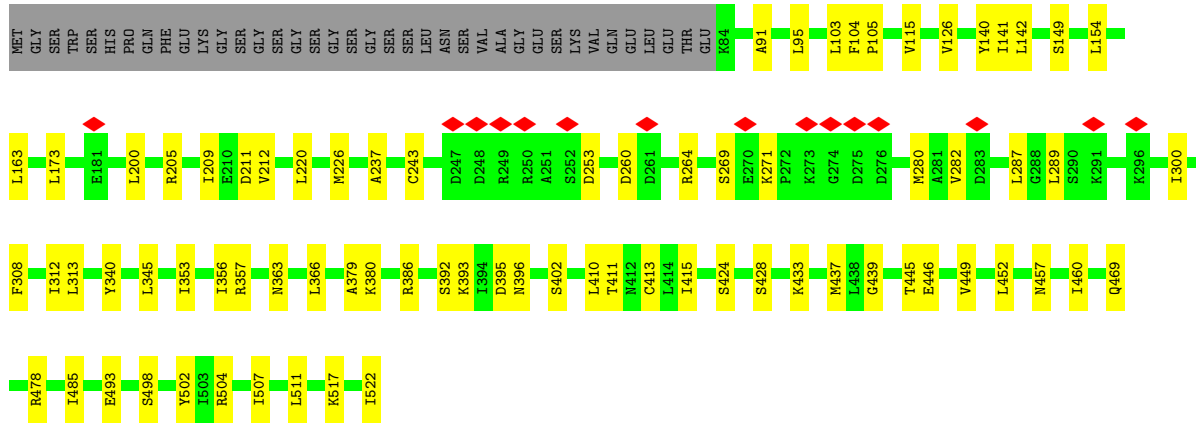 MET GLY SER TRP SER HIS PRO GLN PHE GLU LYS GLY SER GLY SER GLY SER GLY SER GLY SER SER LEU ASN SER VAL ALA GLY GLU SER LYS VAL GLN GLU LEU GLU THR GLU K84 A91 L95 L103 F104 P105 V115 V126 Y140 I141 L142 S149 L154
L163 L173 E181 L200 R205 I209 E210 D211 V212 L220 M226 A237 C243 D247 D248 R249 R250 A251 S252 D253 D260 D261 R264 S269 E270 K271 P272 K273 G274 D275 D276 M280 A281 V282 D283 L287 G288 L289 S290 K291 K296 I300
F308 I312 L313 Y340 L345 I353 I356 R357 N363 L366 A379 K380 R386 S392 K393 I394 D395 N396 S402 L410 T411 N412 C413 L414 I415 S424 S428 K433 M437 L438 G439 T445 E446 V449 L452 N457 I460 Q469
R478 I485 E493 S498 Y502 I503 R504 I507 L511 K517 I522